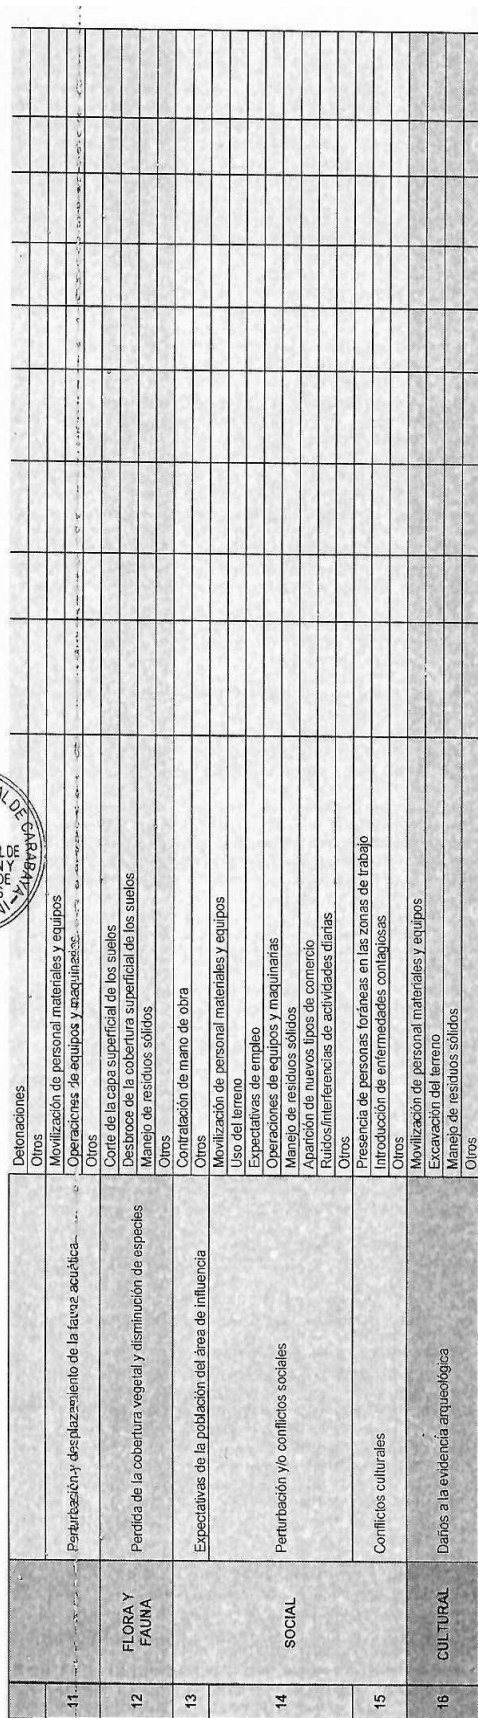 AL DE CARABAYA - IN
L DE
N Y
DE
Detonaciones
Otros
11 Perturbación y desplazamiento de la fauna acuática
Movilización de personal materiales y equipos
Operaciones de equipos y maquinarias
Otros
12 FLORA Y FAUNA Perdida de la cobertura vegetal y disminución de especies
Corte de la capa superficial de los suelos
Desbroce de la cobertura superficial de los suelos
Manejo de residuos sólidos
Otros
13 Expectativas de la población del área de influencia
Contratación de mano de obra
Otros
14 SOCIAL Perturbación y/o conflictos sociales
Movilización de personal materiales y equipos
Uso del terreno
Expectativas de empleo
Operaciones de equipos y maquinarias
Manejo de residuos sólidos
Aparición de nuevos tipos de comercio
Ruidos/interferencias de actividades diarias
Otros
15 Conflictos culturales
Presencia de personas foráneas en las zonas de trabajo
Introducción de enfermedades contagiosas
Otros
16 CULTURAL Daños a la evidencia arqueológica
Movilización de personal materiales y equipos
Excavación del terreno
Manejo de residuos sólidos
Otros